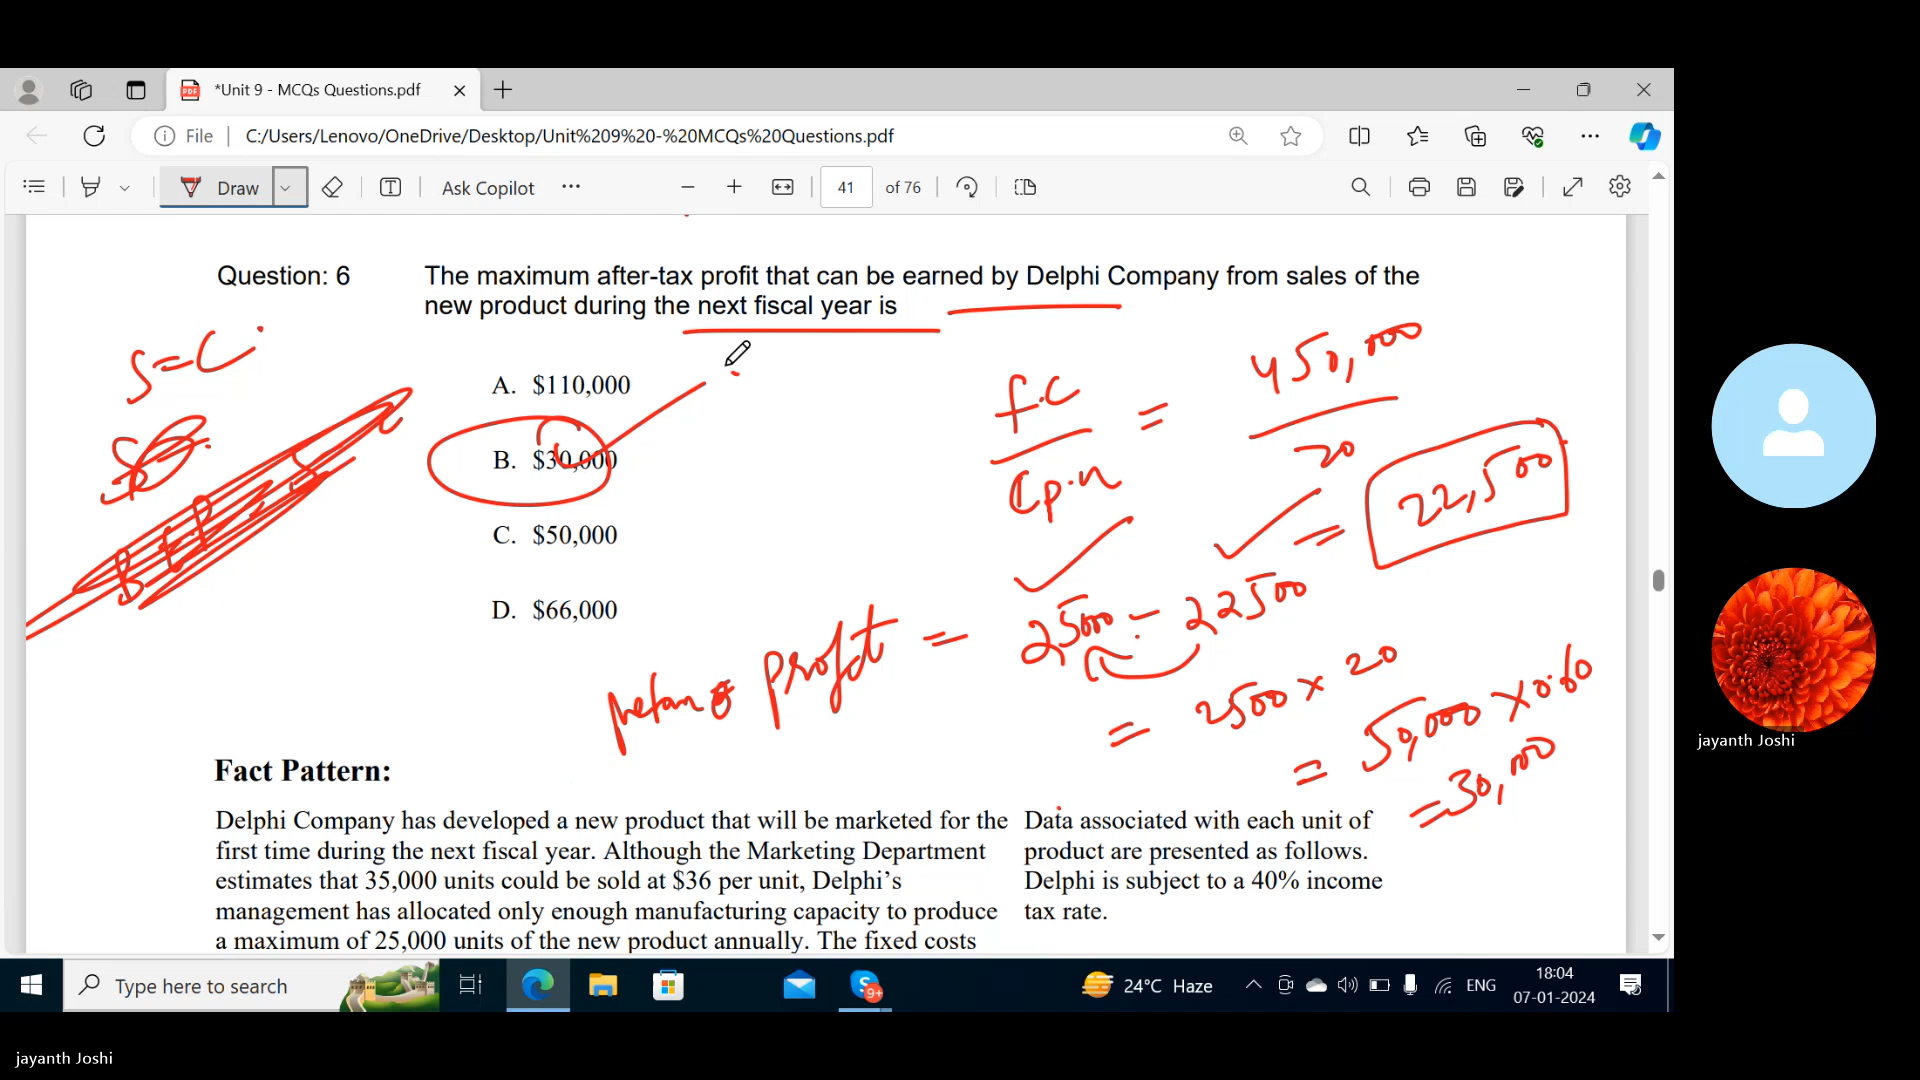 *Unit 9 - MCQs Questions.pdf
File C:/Users/Lenovo/OneDrive/Desktop/Unit%209%20-%20MCQs%20Questions.pdf
Draw Ask Copilot 41 of 76
Question: 6 The maximum after-tax profit that can be earned by Delphi Company from sales of the
new product during the next fiscal year is
S=C
A. $110,000
B. $30,000
C. $50,000
D. $66,000
BEP = S
f.c = 450,000
Cp.u 20
= 22,500
profit = 25000 - 22500
= 2500 × 20
= 50,000 × 0.60
= 30,000
Fact Pattern:
Delphi Company has developed a new product that will be marketed for the
first time during the next fiscal year. Although the Marketing Department
estimates that 35,000 units could be sold at $36 per unit, Delphi's
management has allocated only enough manufacturing capacity to produce
a maximum of 25,000 units of the new product annually. The fixed costs
Data associated with each unit of
product are presented as follows.
Delphi is subject to a 40% income
tax rate.
jayanth Joshi
Type here to search 9+ 24°C Haze ENG 18:04
07-01-2024
jayanth Joshi